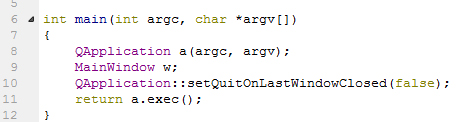 5
6 int main(int argc, char *argv[])
7 {
8 QApplication a(argc, argv);
9 MainWindow w;
10 QApplication::setQuitOnLastWindowClosed(false);
11 return a.exec();
12 }